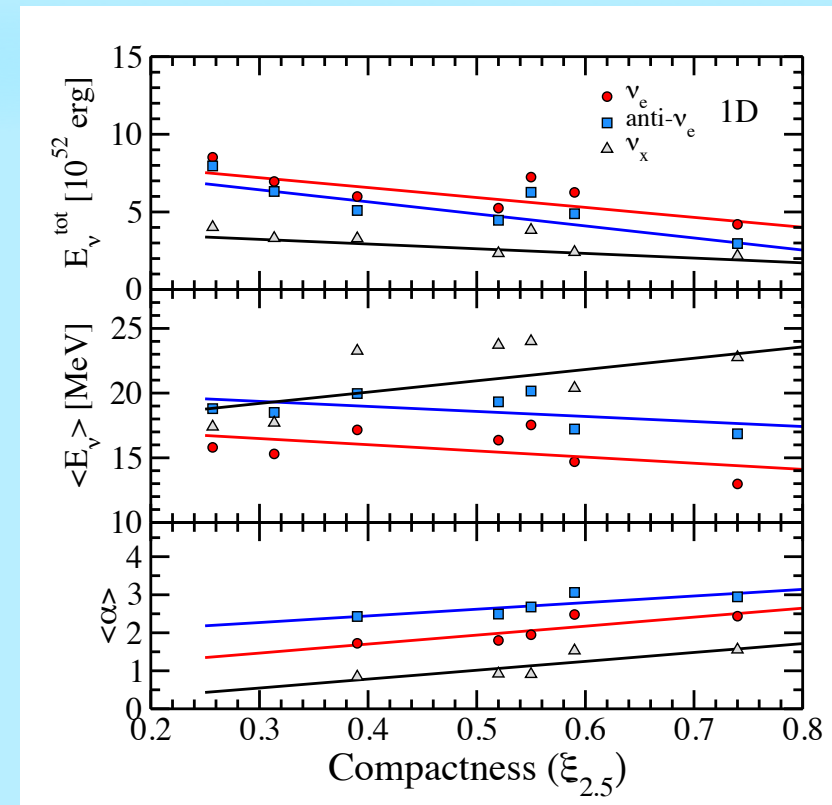 15
10
5
0
E_ν^tot [10^52 erg]
ν_e
anti-ν_e
ν_x
1D
25
20
15
10
<E_ν> [MeV]
4
3
2
1
0
<α>
0.2 0.3 0.4 0.5 0.6 0.7 0.8
Compactness (ξ_2.5)